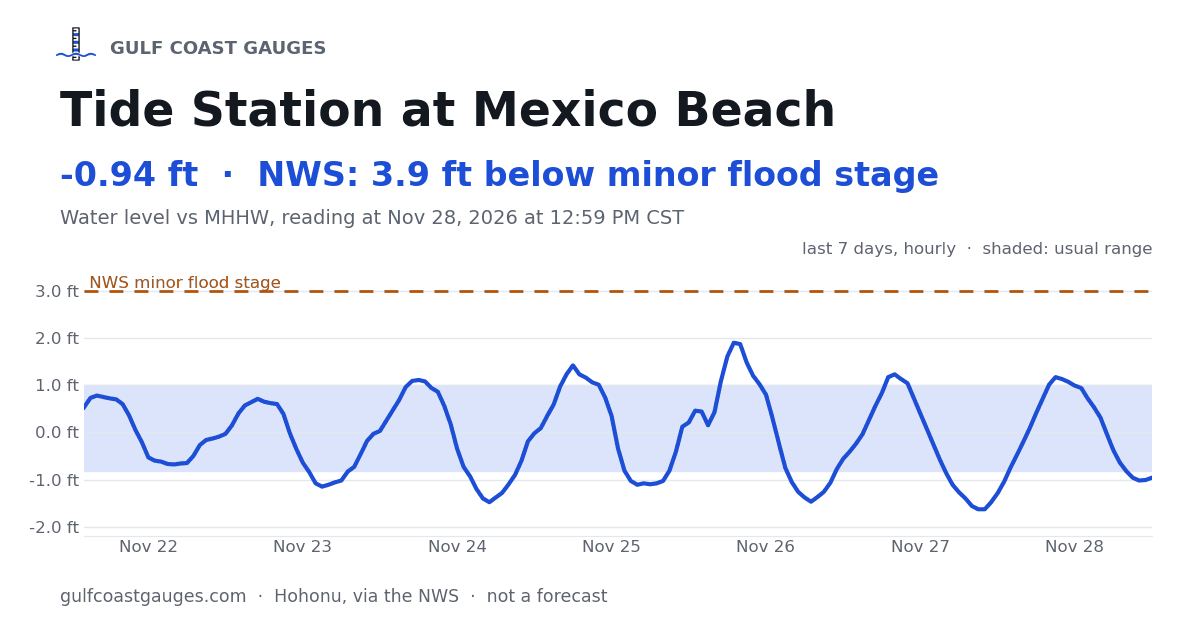 GULF COAST GAUGES
Tide Station at Mexico Beach
-0.94 ft · NWS: 3.9 ft below minor flood stage
Water level vs MHHW, reading at Nov 28, 2026 at 12:59 PM CST
last 7 days, hourly · shaded: usual range
NWS minor flood stage
3.0 ft
2.0 ft
1.0 ft
0.0 ft
-1.0 ft
-2.0 ft
Nov 22 Nov 23 Nov 24 Nov 25 Nov 26 Nov 27 Nov 28
gulfcoastgauges.com · Hohonu, via the NWS · not a forecast